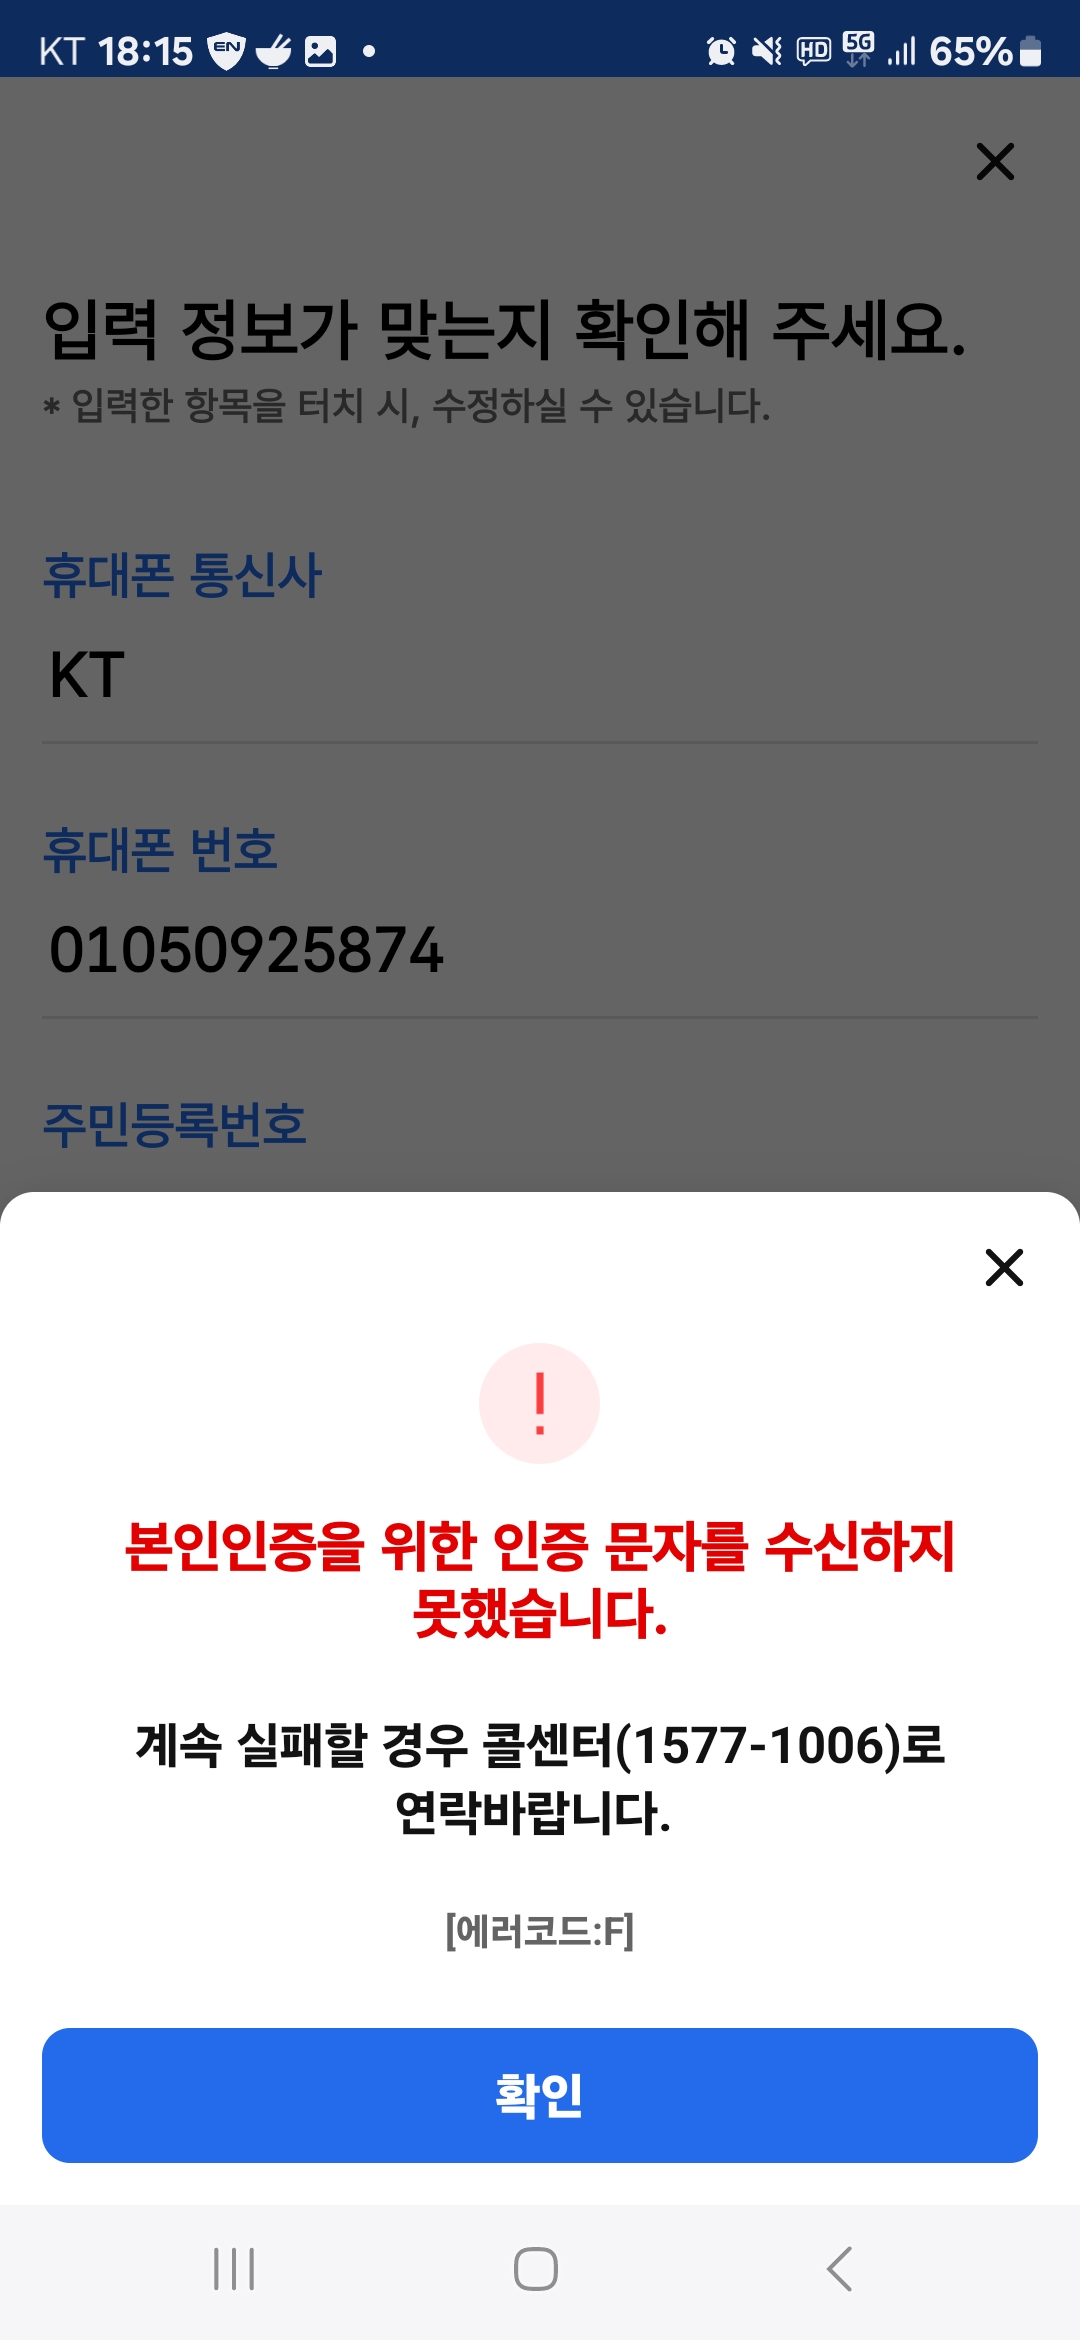 KT 18:15 EN HD 5G 65%
입력 정보가 맞는지 확인해 주세요.
* 입력한 항목을 터치 시, 수정하실 수 있습니다.
휴대폰 통신사
KT
휴대폰 번호
01050925874
주민등록번호
본인인증을 위한 인증 문자를 수신하지
못했습니다.
계속 실패할 경우 콜센터(1577-1006)로
연락바랍니다.
[에러코드:F]
확인